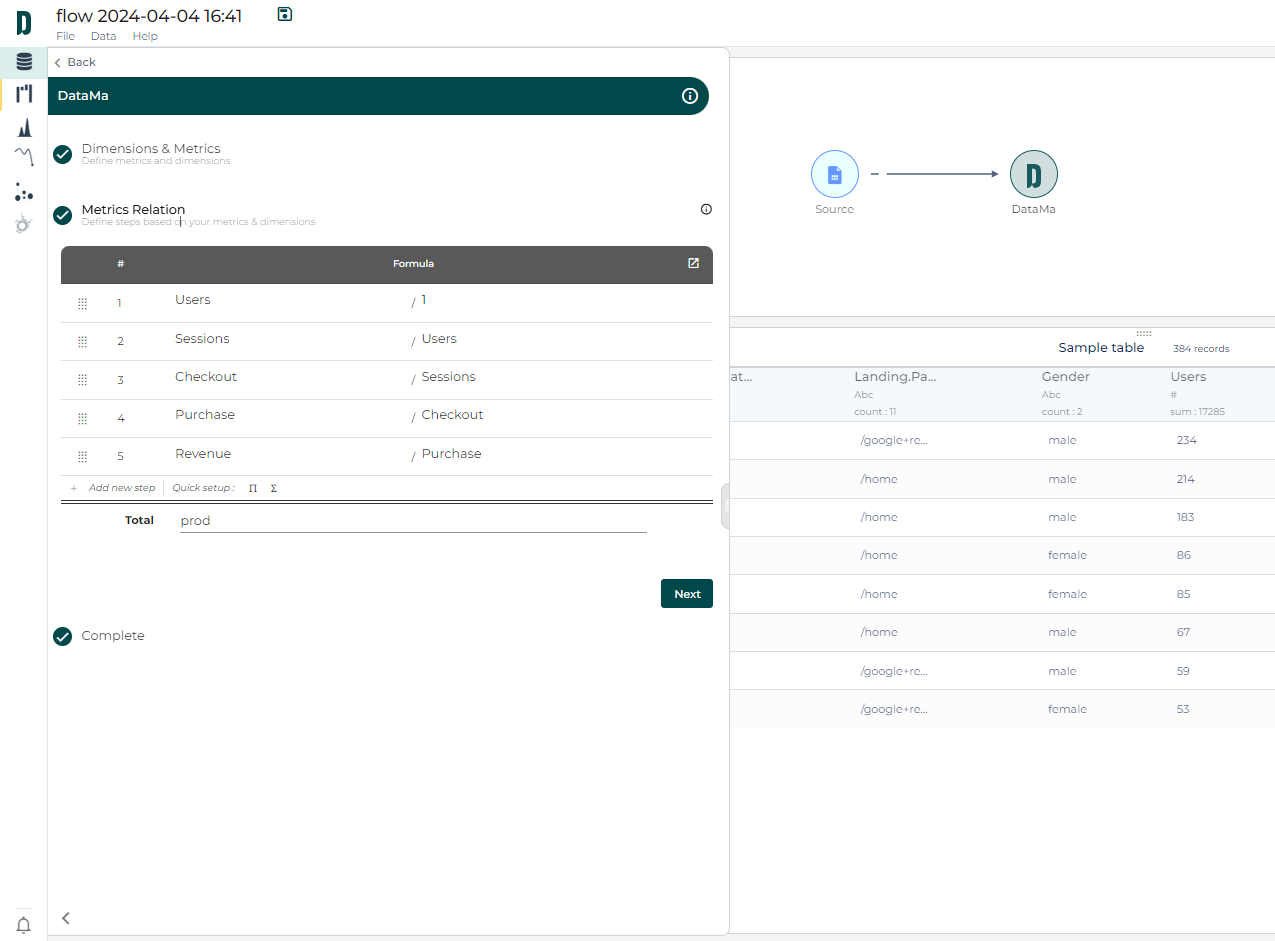 flow 2024-04-04 16:41
File Data Help
Back
DataMa
Dimensions & Metrics
Define metrics and dimensions
Metrics Relation
Define steps based on your metrics & dimensions
# Formula
1 Users / 1
2 Sessions / Users
3 Checkout / Sessions
4 Purchase / Checkout
5 Revenue / Purchase
+ Add new step Quick setup : Π Σ
Total prod
Next
Complete
Source DataMa
Sample table 384 records
at... Landing.Pa... Gender Users
Abc Abc #
count : 11 count : 2 sum : 17285
/google+re... male 234
/home male 214
/home male 183
/home female 86
/home female 85
/home male 67
/google+re... male 59
/google+re... female 53